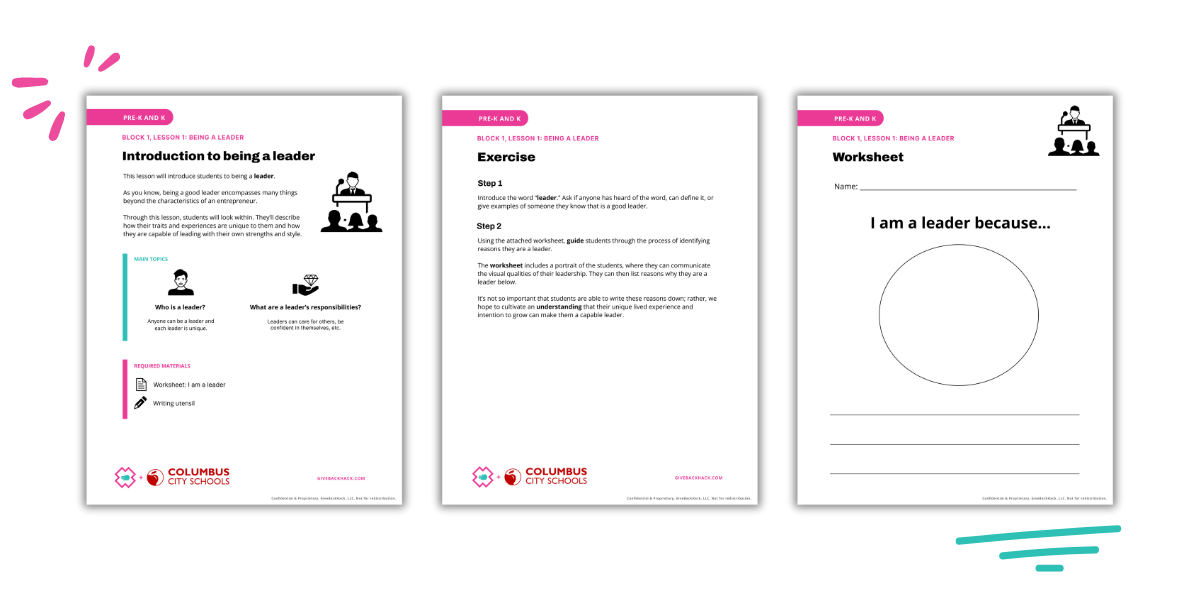 PRE-K AND K
BLOCK 1, LESSON 1: BEING A LEADER
Introduction to being a leader
This lesson will introduce students to being a leader.
As you know, being a good leader encompasses many things
beyond the characteristics of an entrepreneur.
Through this lesson, students will look within. They'll describe
how their traits and experiences are unique to them and how
they are capable of leading with their own strengths and style.
MAIN TOPICS
Who is a leader?
Anyone can be a leader and
each leader is unique.
What are a leader's responsibilities?
Leaders can care for others, be
confident in themselves, etc.
REQUIRED MATERIALS
Worksheet: I am a leader
Writing utensil
+ COLUMBUS
CITY SCHOOLS
GIVEBACKHACK.COM
Confidential & Proprietary, GiveBackHack, LLC. Not for redistribution.
PRE-K AND K
BLOCK 1, LESSON 1: BEING A LEADER
Exercise
Step 1
Introduce the word "leader." Ask if anyone has heard of the word, can define it, or
give examples of someone they know that is a good leader.
Step 2
Using the attached worksheet, guide students through the process of identifying
reasons they are a leader.
The worksheet includes a portrait of the students, where they can communicate
the visual qualities of their leadership. They can then list reasons why they are a
leader below.
It's not so important that students are able to write these reasons down; rather, we
hope to cultivate an understanding that their unique lived experience and
intention to grow can make them a capable leader.
+ COLUMBUS
CITY SCHOOLS
GIVEBACKHACK.COM
Confidential & Proprietary, GiveBackHack, LLC. Not for redistribution.
PRE-K AND K
BLOCK 1, LESSON 1: BEING A LEADER
Worksheet
Name:
I am a leader because...
Confidential & Proprietary, GiveBackHack, LLC. Not for redistribution.